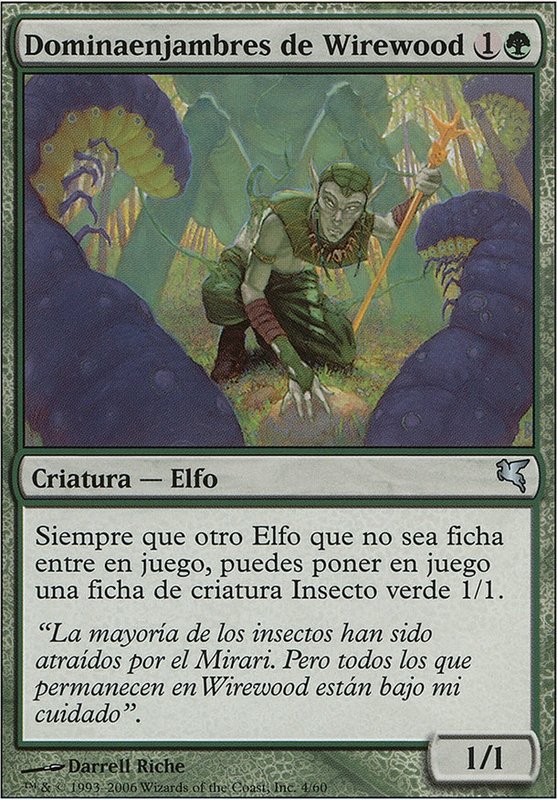 Dominaenjambres de Wirewood 1
Criatura — Elfo
Siempre que otro Elfo que no sea ficha
entre en juego, puedes poner en juego
una ficha de criatura Insecto verde 1/1.
“La mayoría de los insectos han sido
atraídos por el Mirari. Pero todos los que
permanecen en Wirewood están bajo mi
cuidado”.
1/1
Darrell Riche
™ & © 1993-2006 Wizards of the Coast, Inc. 4/60